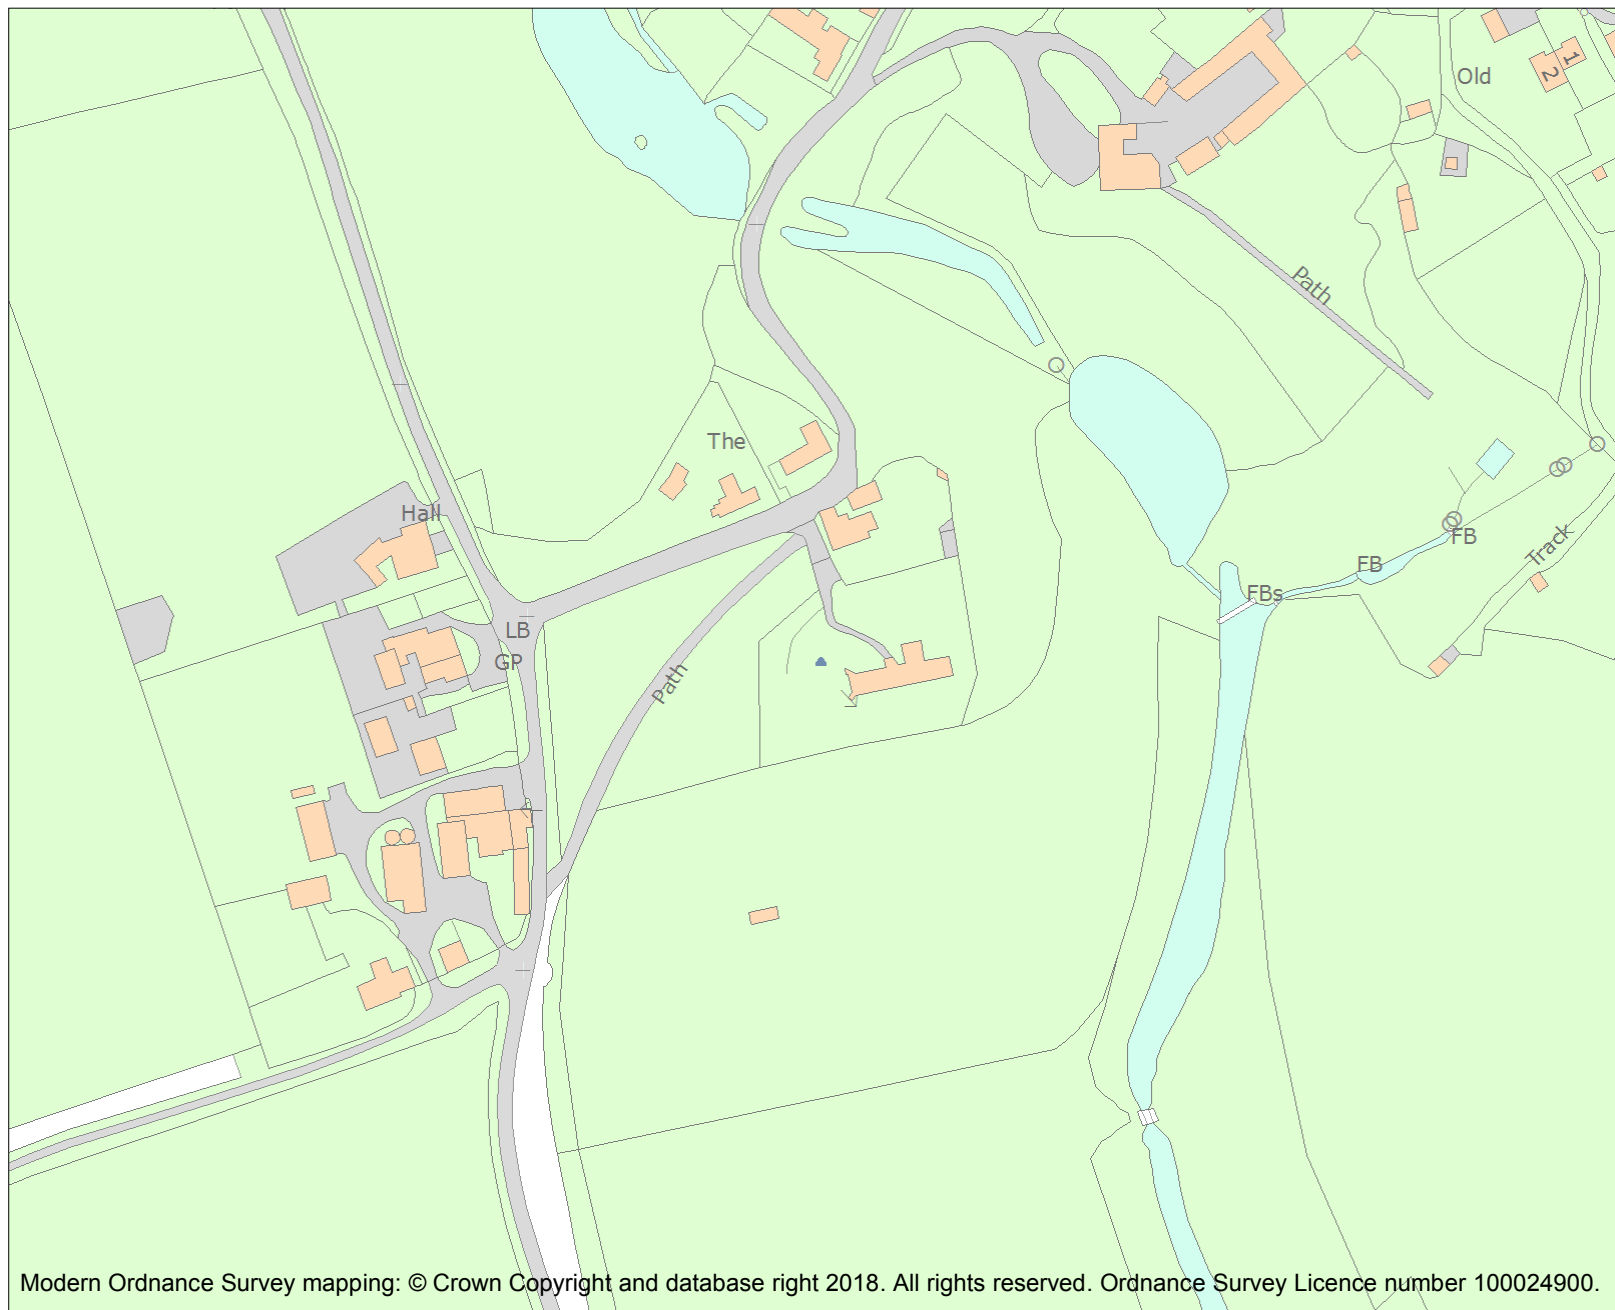 Old
1
2
Path
The
Hall
FB
Track
FB
FBs
LB
GP
Path
Modern Ordnance Survey mapping: © Crown Copyright and database right 2018. All rights reserved. Ordnance Survey Licence number 100024900.